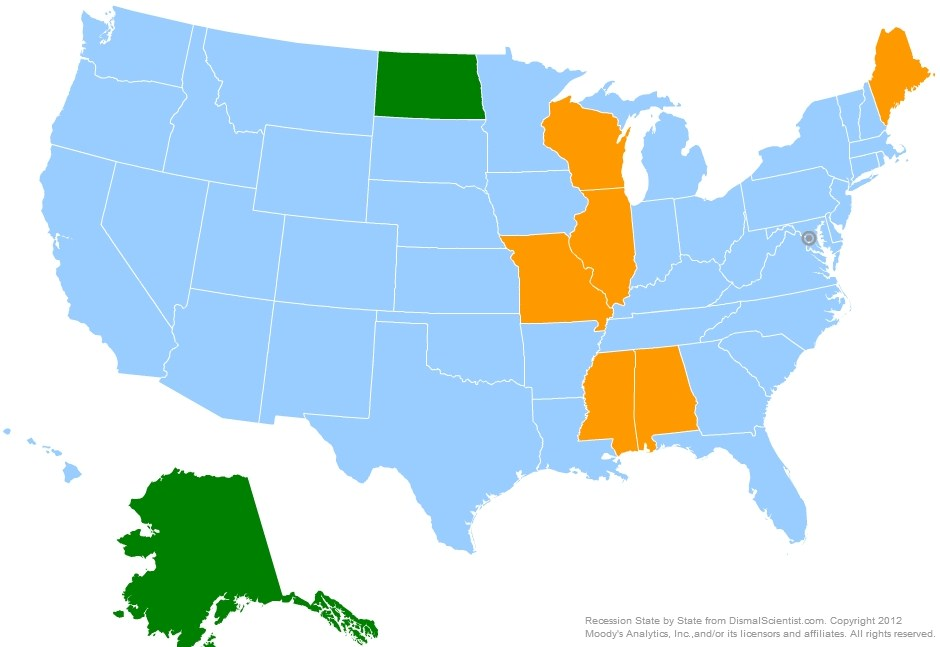 Recession State by State from DismalScientist.com. Copyright 2012
Moody's Analytics, Inc.,and/or its licensors and affiliates. All rights reserved.